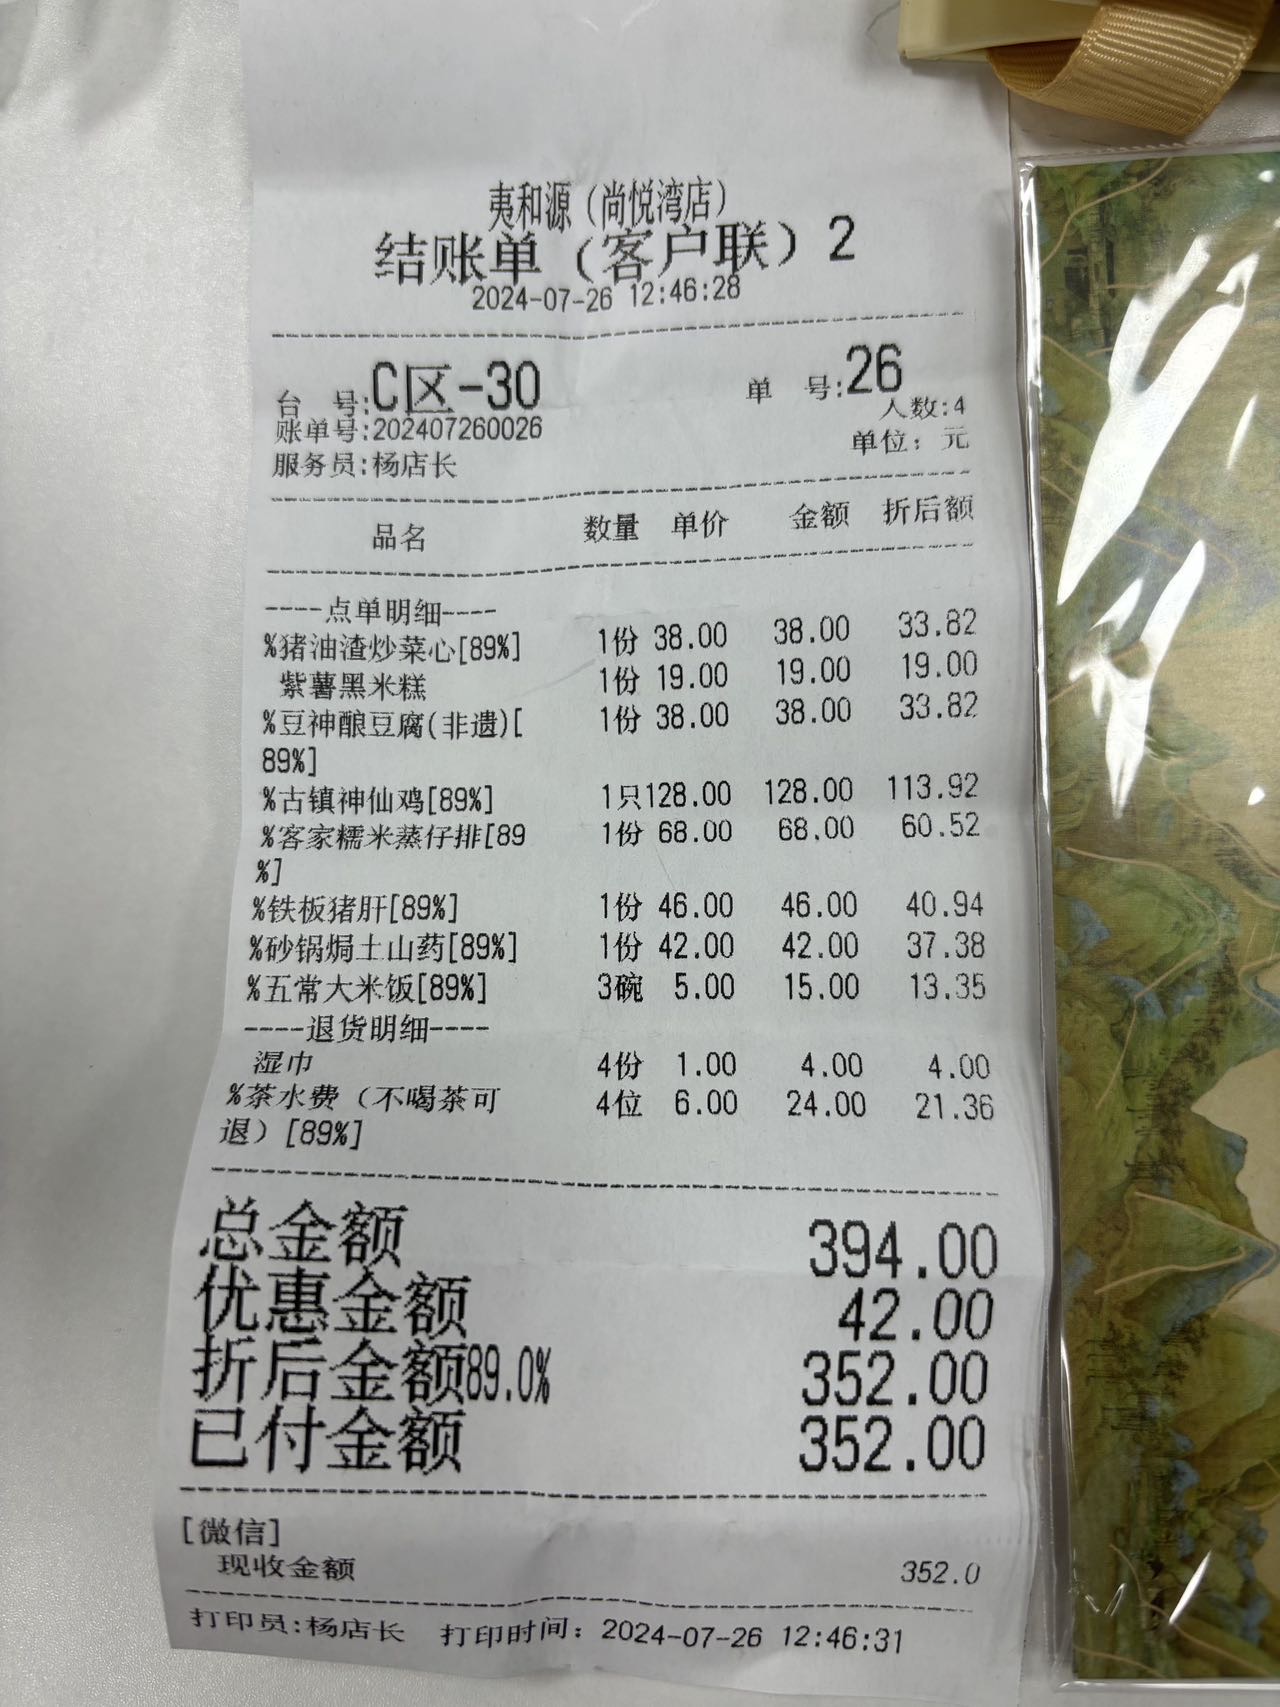 夷和源（尚悦湾店）
结账单（客户联）2
2024-07-26 12:46:28
台 号:C区-30 单 号:26
人数:4
账单号:202407260026
单位：元
服务员:杨店长
品名 数量 单价 金额 折后额
----点单明细----
%猪油渣炒菜心[89%] 1份 38.00 38.00 33.82
紫薯黑米糕 1份 19.00 19.00 19.00
%豆神酿豆腐(非遗)[ 1份 38.00 38.00 33.82
89%]
%古镇神仙鸡[89%] 1只 128.00 128.00 113.92
%客家糯米蒸仔排[89 1份 68.00 68.00 60.52
%]
%铁板猪肝[89%] 1份 46.00 46.00 40.94
%砂锅焗土山药[89%] 1份 42.00 42.00 37.38
%五常大米饭[89%] 3碗 5.00 15.00 13.35
----退货明细----
湿巾 4份 1.00 4.00 4.00
%茶水费（不喝茶可 4位 6.00 24.00 21.36
退）[89%]
总金额 394.00
优惠金额 42.00
折后金额89.0% 352.00
已付金额 352.00
[微信]
现收金额 352.0
打印员:杨店长 打印时间：2024-07-26 12:46:31